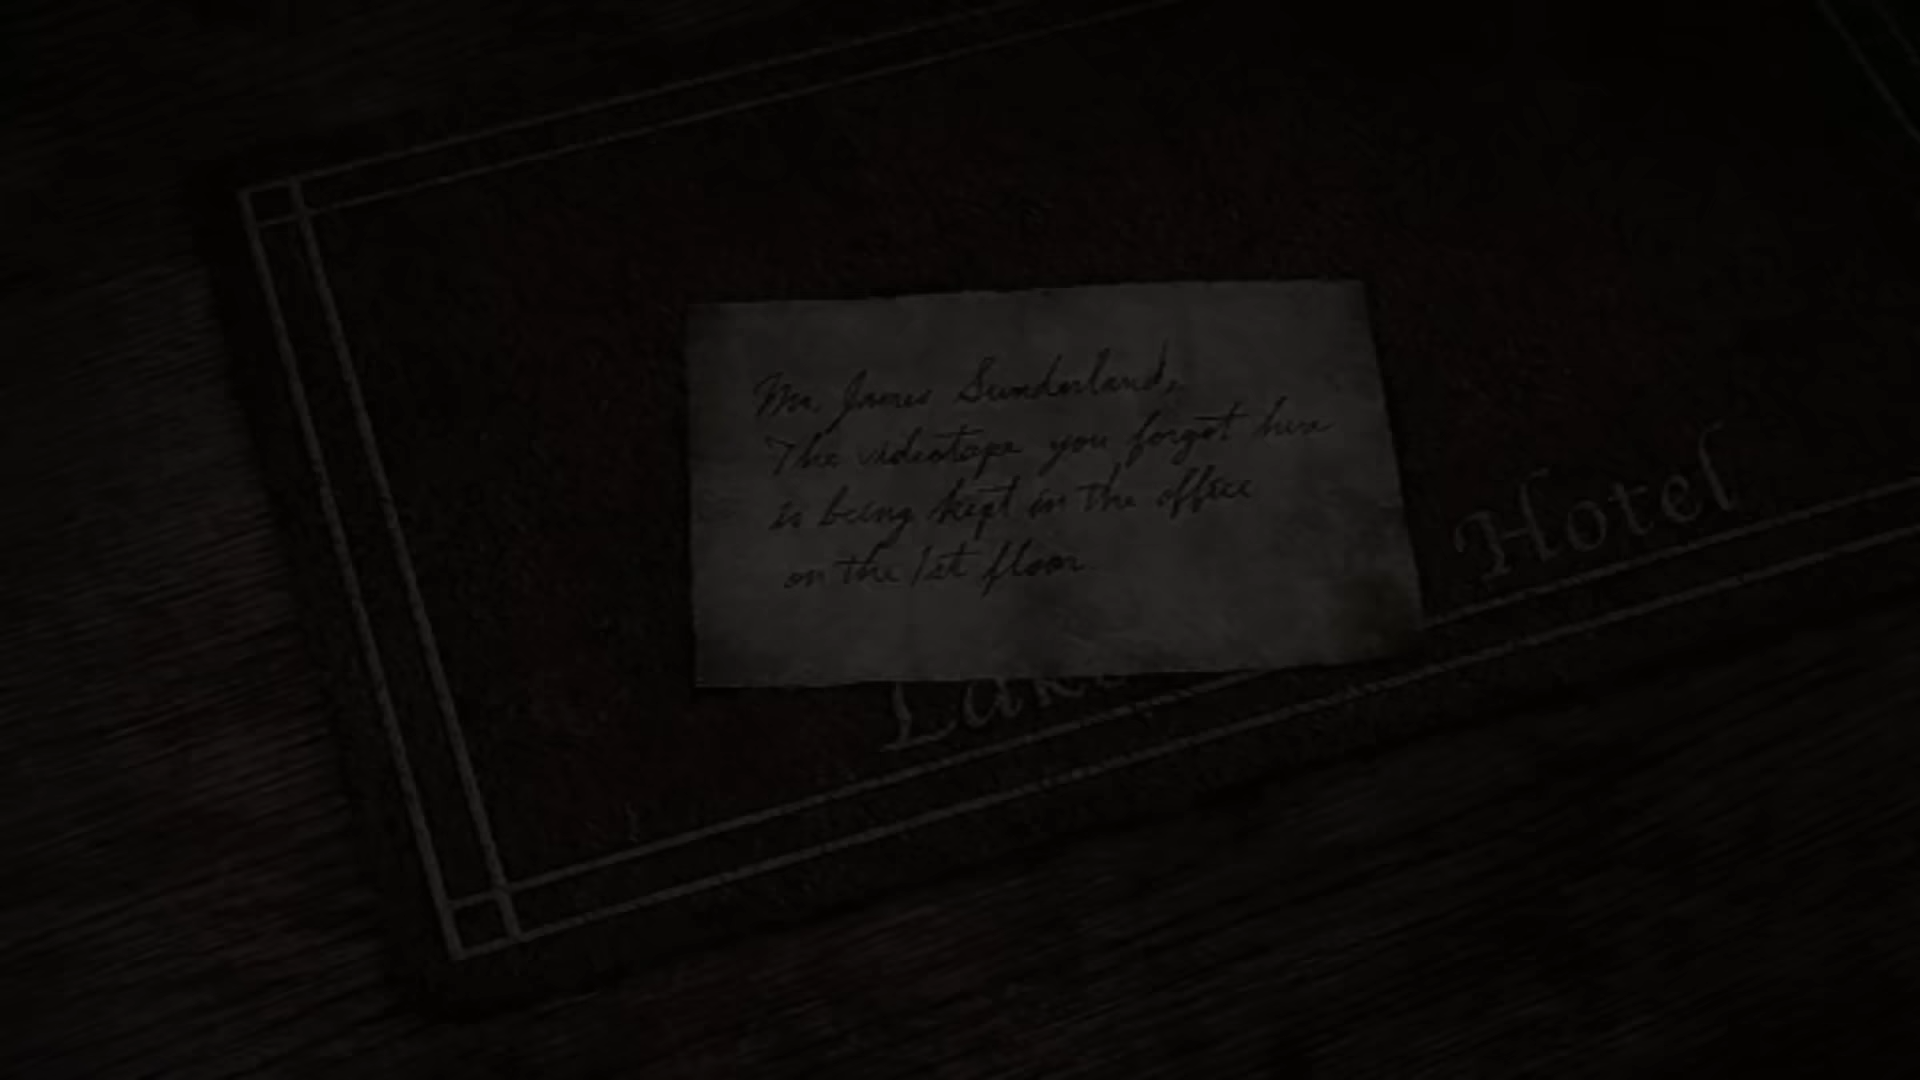 Mr. James Sunderland,
The videotape you forgot here
is being kept in the office
on the 1st floor.
Hotel